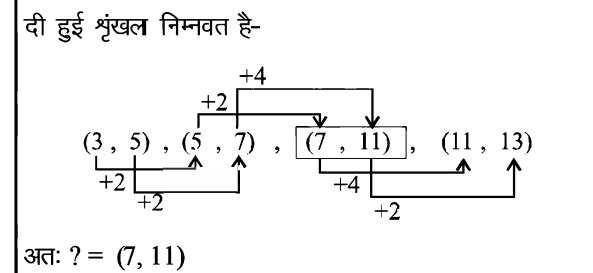 दी हुई श्रृंखल निम्नवत है-
+4
+2
(3 , 5) , (5 , 7) , (7 , 11) , (11 , 13)
+2 +4
+2 +2
अतः ? = (7, 11)